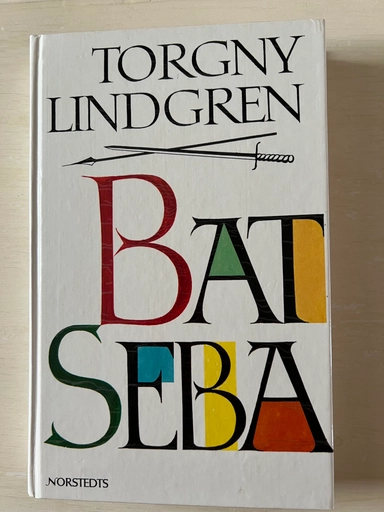 TORGNY
LINDGREN
BAT
SEBA
NORSTEDTS